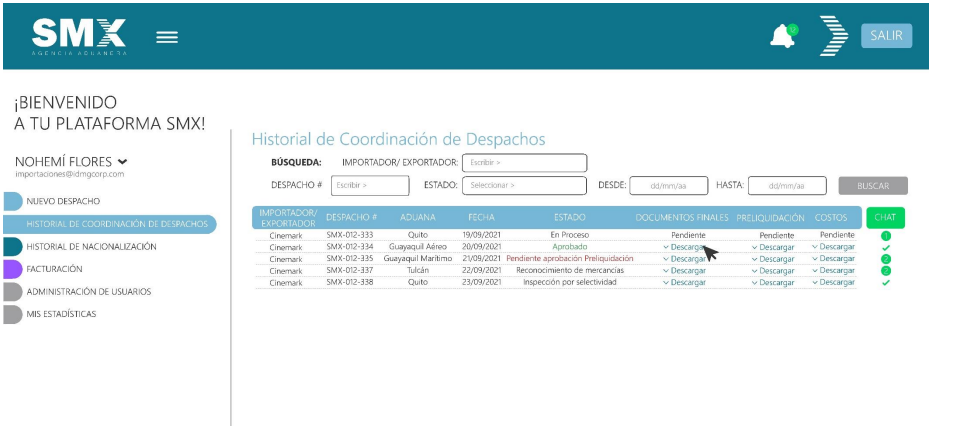 SMX
AGENCIA ADUANERA
SALIR
¡BIENVENIDO
A TU PLATAFORMA SMX!
NOHEMÍ FLORES
importaciones@idmgcorp.com
NUEVO DESPACHO
HISTORIAL DE COORDINACIÓN DE DESPACHOS
HISTORIAL DE NACIONALIZACIÓN
FACTURACIÓN
ADMINISTRACIÓN DE USUARIOS
MIS ESTADÍSTICAS
Historial de Coordinación de Despachos
BÚSQUEDA: IMPORTADOR/ EXPORTADOR: Escribir >
DESPACHO # Escribir > ESTADO: Seleccionar > DESDE: dd/mm/aa HASTA: dd/mm/aa BUSCAR
IMPORTADOR/ EXPORTADOR DESPACHO # ADUANA FECHA ESTADO DOCUMENTOS FINALES PRELIQUIDACIÓN COSTOS CHAT
Cinemark SMX-012-333 Quito 19/09/2021 En Proceso Pendiente Pendiente Pendiente 1
Cinemark SMX-012-334 Guayaquil Aéreo 20/09/2021 Aprobado Descargar Descargar Descargar
Cinemark SMX-012-335 Guayaquil Marítimo 21/09/2021 Pendiente aprobación Preliquidación Descargar Descargar Descargar 2
Cinemark SMX-012-337 Tulcán 22/09/2021 Reconocimiento de mercancías Descargar Descargar Descargar 2
Cinemark SMX-012-338 Quito 23/09/2021 Inspección por selectividad Descargar Descargar Descargar